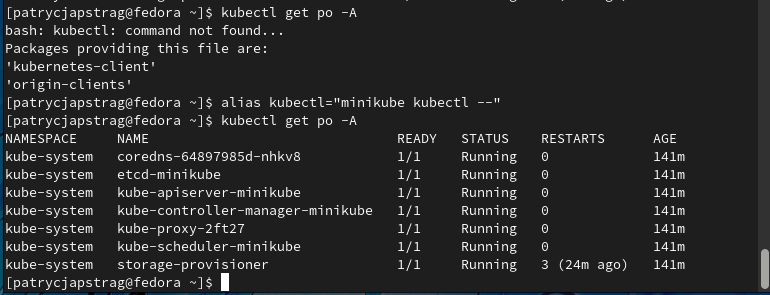 [patrycjapstrag@fedora ~]$ kubectl get po -A
bash: kubectl: command not found...
Packages providing this file are:
'kubernetes-client'
'origin-clients'
[patrycjapstrag@fedora ~]$ alias kubectl="minikube kubectl --"
[patrycjapstrag@fedora ~]$ kubectl get po -A
NAMESPACE     NAME                               READY   STATUS    RESTARTS      AGE
kube-system   coredns-64897985d-nhkv8            1/1     Running   0             141m
kube-system   etcd-minikube                      1/1     Running   0             141m
kube-system   kube-apiserver-minikube            1/1     Running   0             141m
kube-system   kube-controller-manager-minikube   1/1     Running   0             141m
kube-system   kube-proxy-2ft27                   1/1     Running   0             141m
kube-system   kube-scheduler-minikube            1/1     Running   0             141m
kube-system   storage-provisioner                1/1     Running   3 (24m ago)   141m
[patrycjapstrag@fedora ~]$